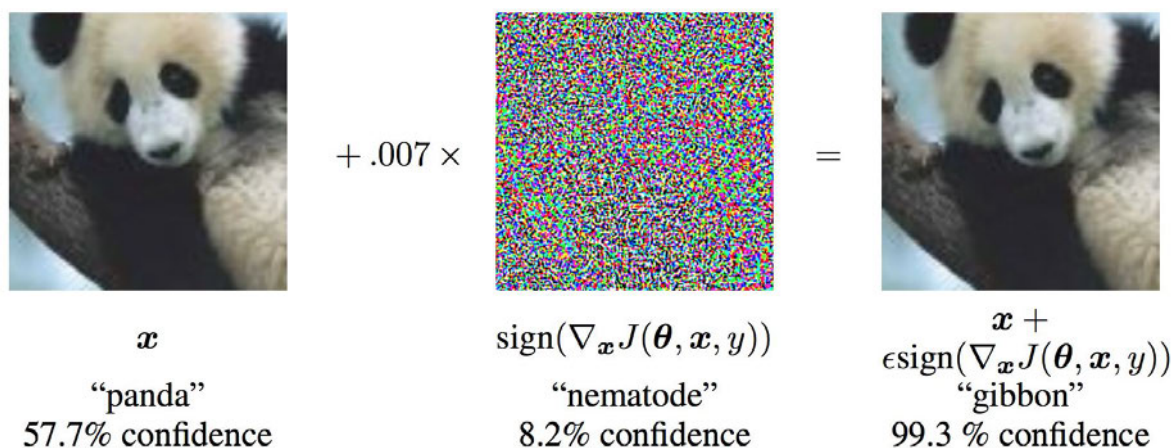 + .007 ×
=
x
sign(∇ₓJ(θ, x, y))
x +
ϵsign(∇ₓJ(θ, x, y))
“panda”
“nematode”
“gibbon”
57.7% confidence
8.2% confidence
99.3 % confidence